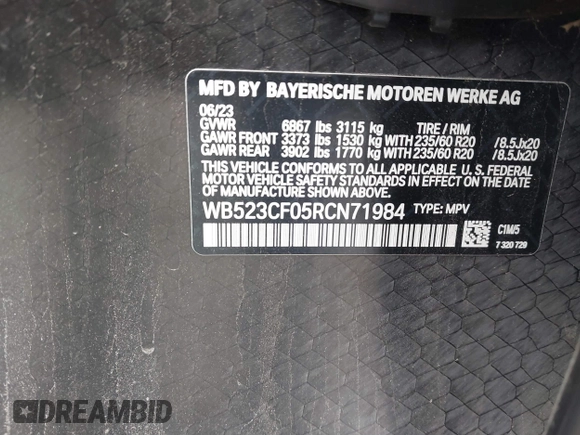 MFD BY BAYERISCHE MOTOREN WERKE AG
06/23
GVWR 6867 lbs 3115 kg TIRE / RIM
GAWR FRONT 3373 lbs 1530 kg WITH 235/60 R20 /8.5Jx20
GAWR REAR 3902 lbs 1770 kg WITH 235/60 R20 /8.5Jx20
THIS VEHICLE CONFORMS TO ALL APPLICABLE U. S. FEDERAL
MOTOR VEHICLE SAFETY STANDARDS IN EFFECT ON THE DATE
OF MANUFACTURE SHOWN ABOVE.
WB523CF05RCN71984 TYPE: MPV
C1M/5
7 320 729
DREAMBID